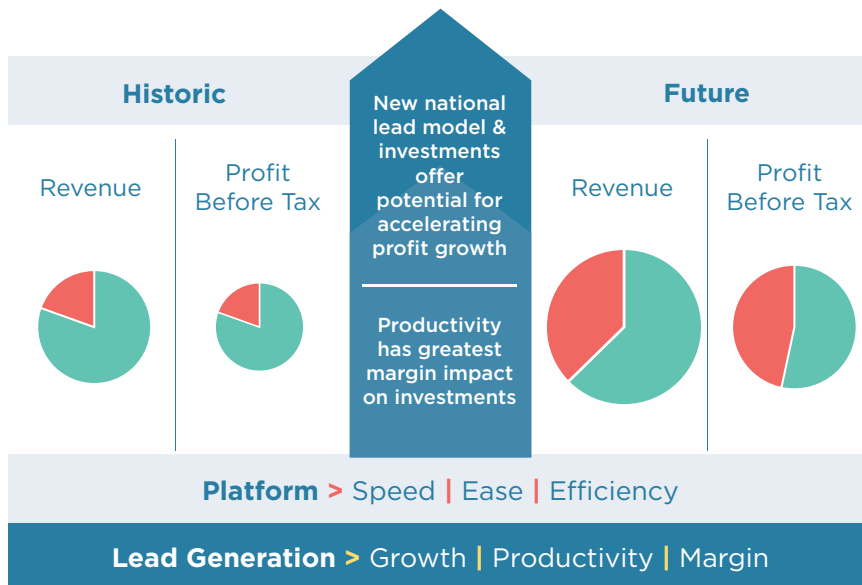 Historic
Revenue
Profit
Before Tax
New national
lead model &
investments
offer
potential for
accelerating
profit growth
Productivity
has greatest
margin impact
on investments
Future
Revenue
Profit
Before Tax
Platform > Speed | Ease | Efficiency
Lead Generation > Growth | Productivity | Margin